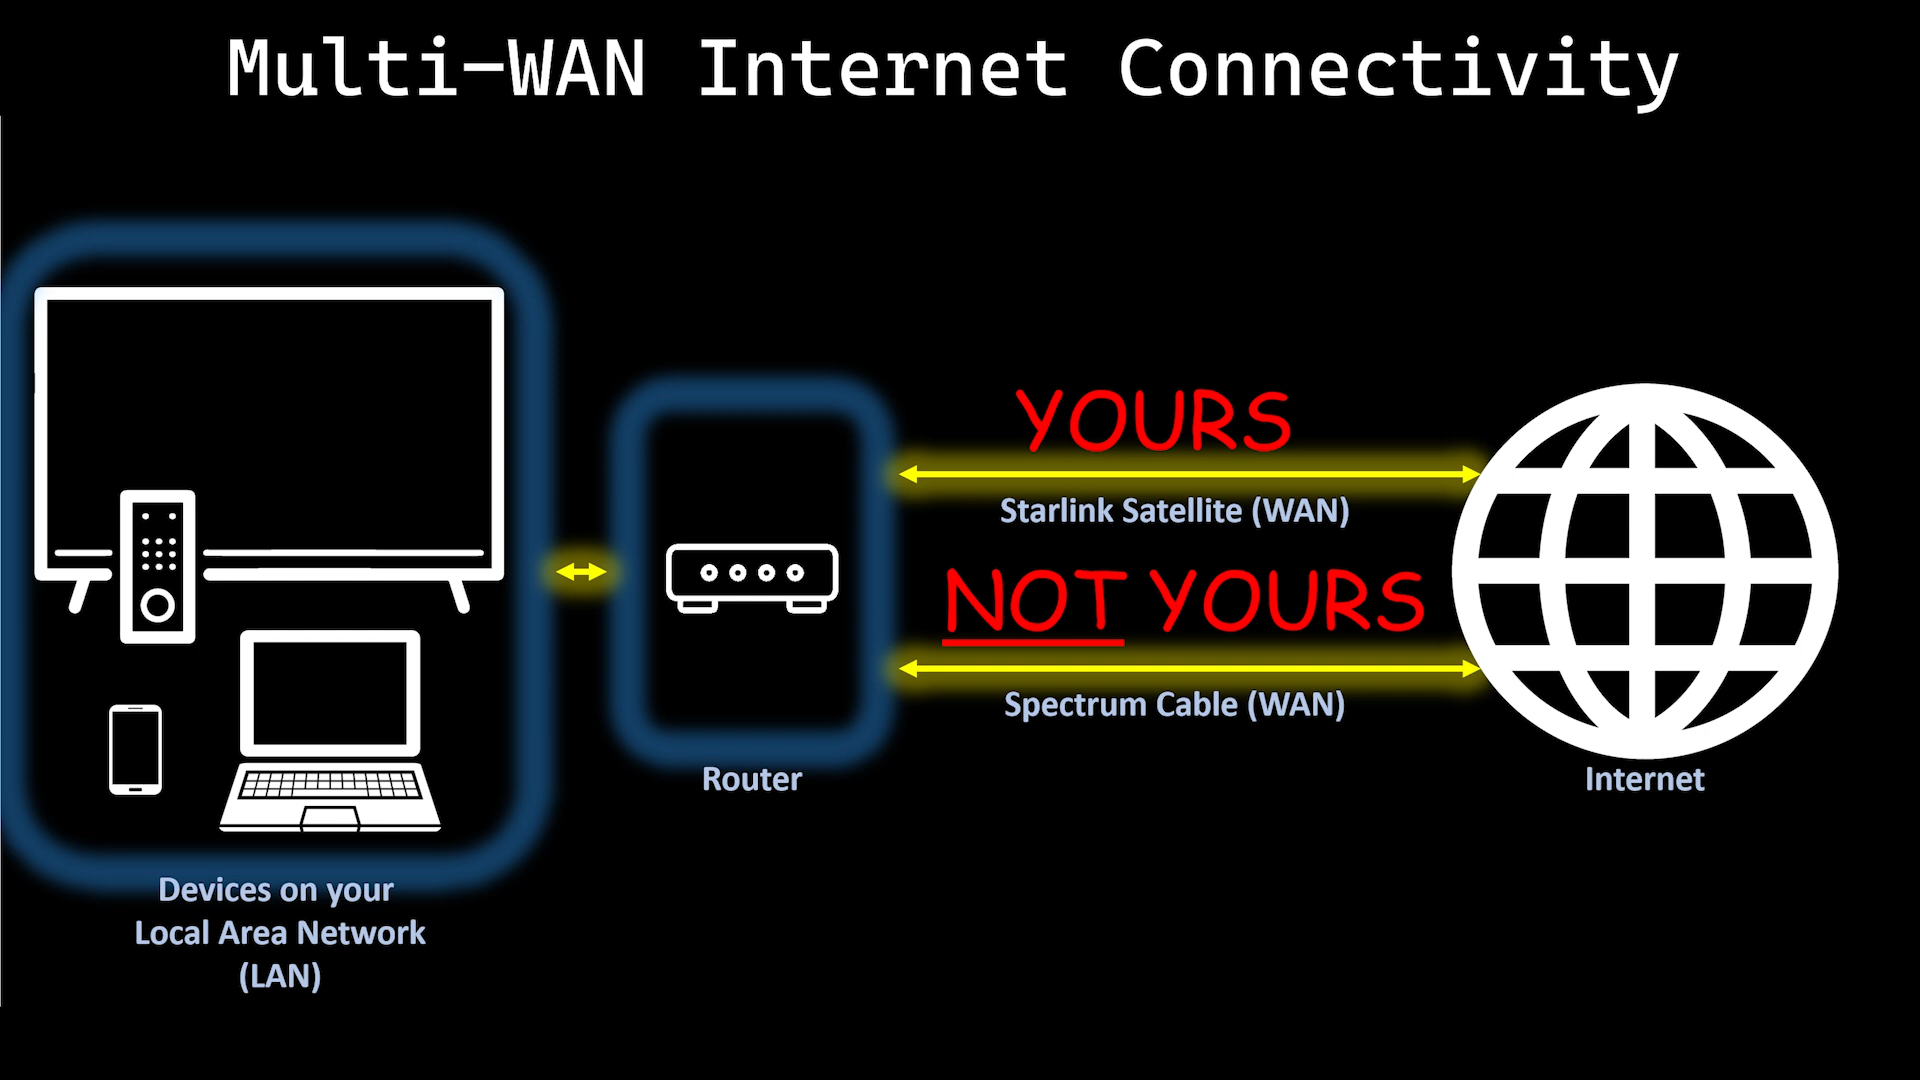 Multi-WAN Internet Connectivity
YOURS
Starlink Satellite (WAN)
NOT YOURS
Spectrum Cable (WAN)
Router
Internet
Devices on your
Local Area Network
(LAN)